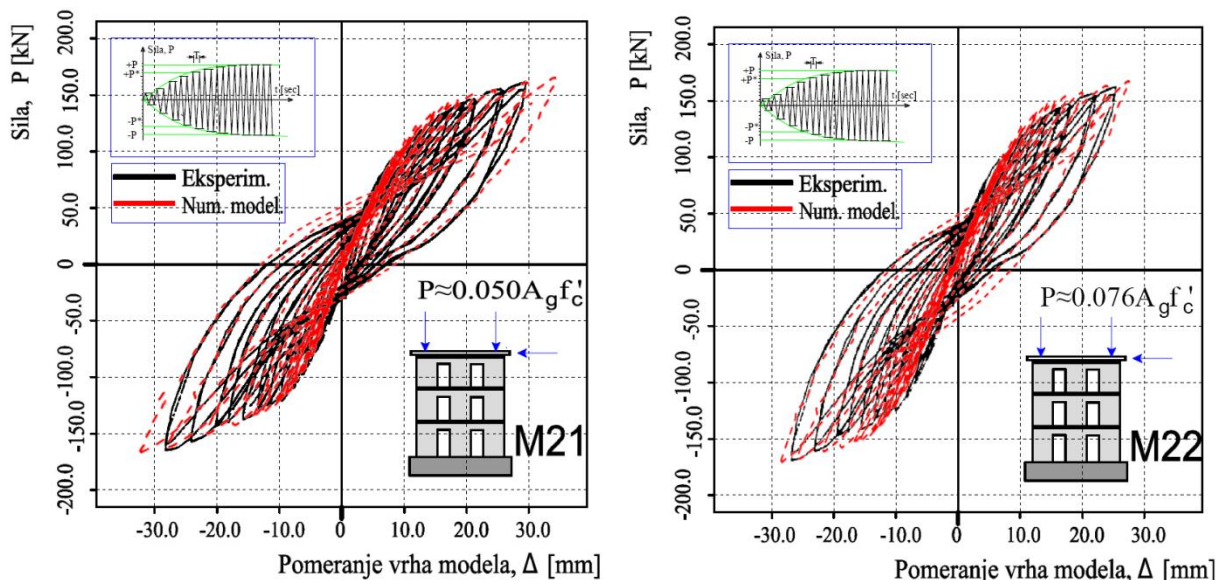 Sila, P [kN]
200.0
150.0
100.0
50.0
0
-50.0
-100.0
-150.0
-200.0
Sila, P
+P
+P*
-P*
-P
T
t [sec]
Eksperim.
Num. model.
P≈0.050A_g f_c'
M21
-30.0 -20.0 -10.0 0 10.0 20.0 30.0
Pomeranje vrha modela, Δ [mm]
Sila, P [kN]
200.0
150.0
100.0
50.0
0
-50.0
-100.0
-150.0
-200.0
Sila, P
+P
+P*
-P*
-P
T
t [sec]
Eksperim.
Num. model.
P≈0.076A_g f_c'
M22
-30.0 -20.0 -10.0 0 10.0 20.0
Pomeranje vrha modela, Δ [mm]